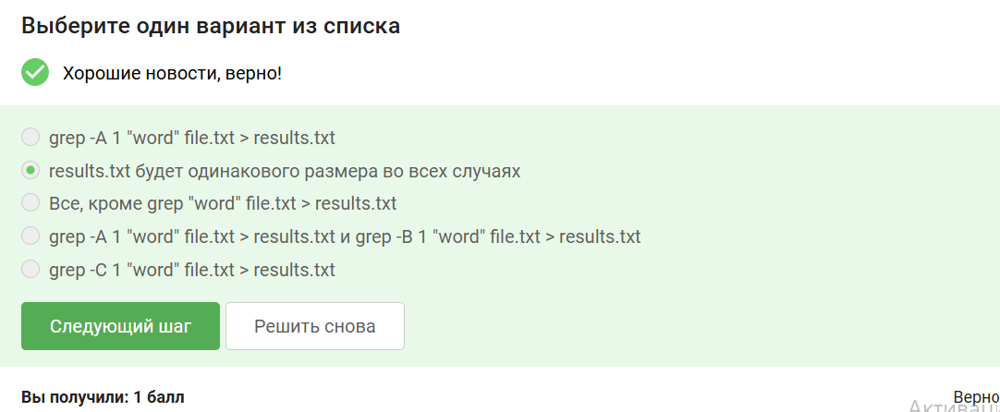 Выберите один вариант из списка
Хорошие новости, верно!
grep -A 1 "word" file.txt > results.txt
results.txt будет одинакового размера во всех случаях
Все, кроме grep "word" file.txt > results.txt
grep -A 1 "word" file.txt > results.txt и grep -B 1 "word" file.txt > results.txt
grep -C 1 "word" file.txt > results.txt
Следующий шаг Решить снова
Вы получили: 1 балл Верно